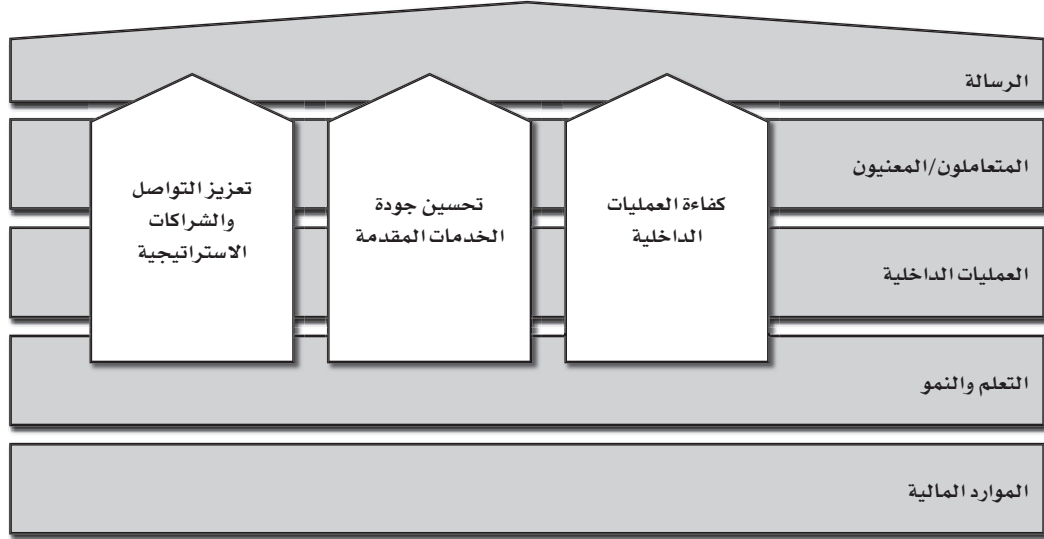 الرسالة
المتعاملون/المعنيون
كفاءة العمليات
الداخلية
تحسين جودة
الخدمات المقدمة
تعزيز التواصل
والشراكات
الاستراتيجية
العمليات الداخلية
التعلم والنمو
الموارد المالية